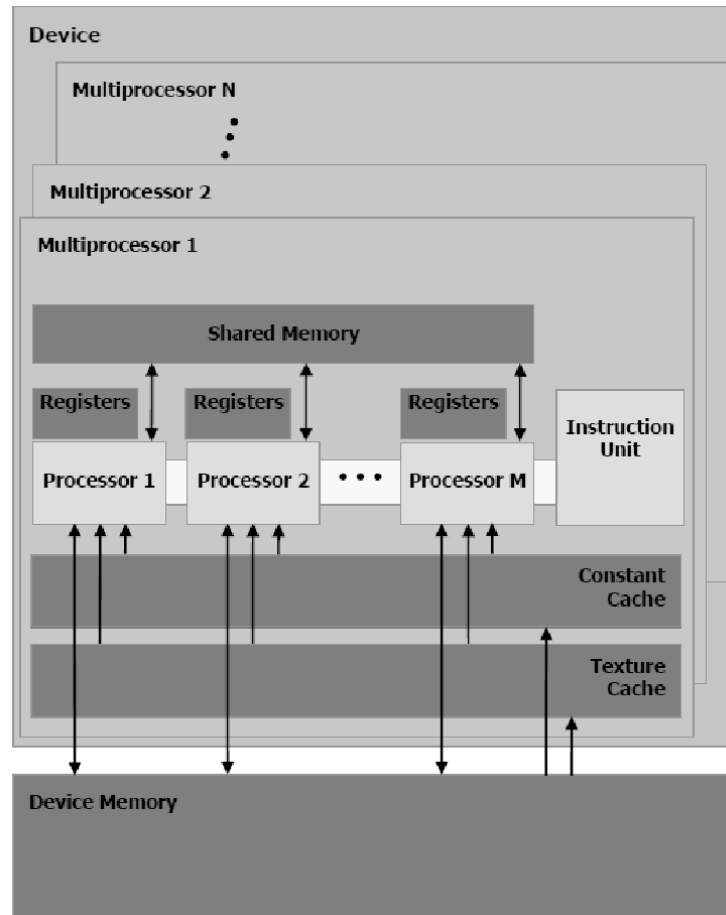 Device
Multiprocessor N
Multiprocessor 2
Multiprocessor 1
Shared Memory
Registers
Registers
Registers
Instruction
Unit
Processor 1
Processor 2
Processor M
Constant
Cache
Texture
Cache
Device Memory